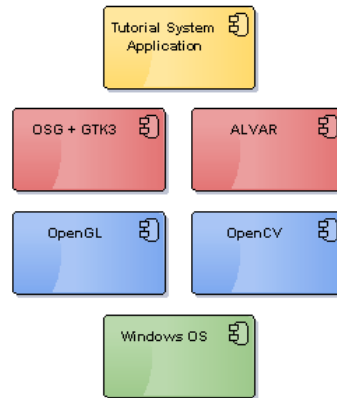 Tutorial System
Application
OSG + GTK3
ALVAR
OpenGL
OpenCV
Windows OS